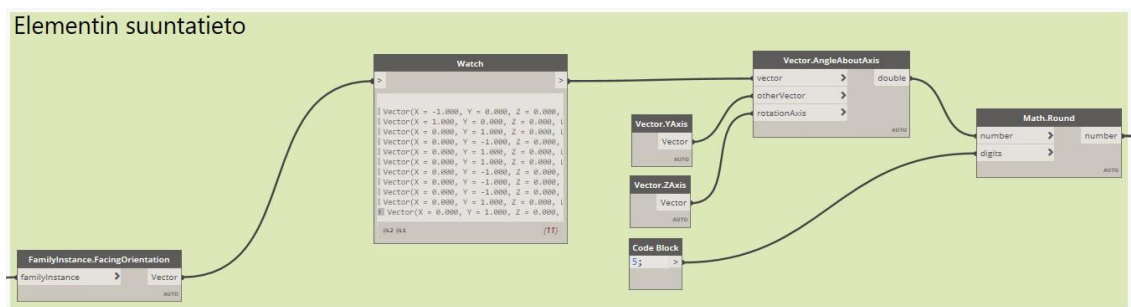 Elementin suuntatieto
Watch
> >
Vector(X = -1.000, Y = 0.000, Z = 0.000,
Vector(X = 1.000, Y = 0.000, Z = 0.000, L
Vector(X = 0.000, Y = 1.000, Z = 0.000,
Vector(X = 0.000, Y = -1.000, Z = 0.000,
Vector(X = 0.000, Y = 1.000, Z = 0.000, L
Vector(X = 0.000, Y = 1.000, Z = 0.000, L
Vector(X = 0.000, Y = -1.000, Z = 0.000,
Vector(X = 0.000, Y = -1.000, Z = 0.000,
Vector(X = 0.000, Y = -1.000, Z = 0.000,
Vector(X = 0.000, Y = 1.000, Z = 0.000, L
Vector(X = 0.000, Y = 1.000, Z = 0.000,
@L2 @L1 {11}
FamilyInstance.FacingOrientation
familyInstance > Vector
AUTO
Vector.YAxis
Vector
AUTO
Vector.ZAxis
Vector
AUTO
Code Block
5; >
Vector.AngleAboutAxis
vector > double
otherVector >
rotationAxis >
AUTO
Math.Round
number > number
digits >
AUTO